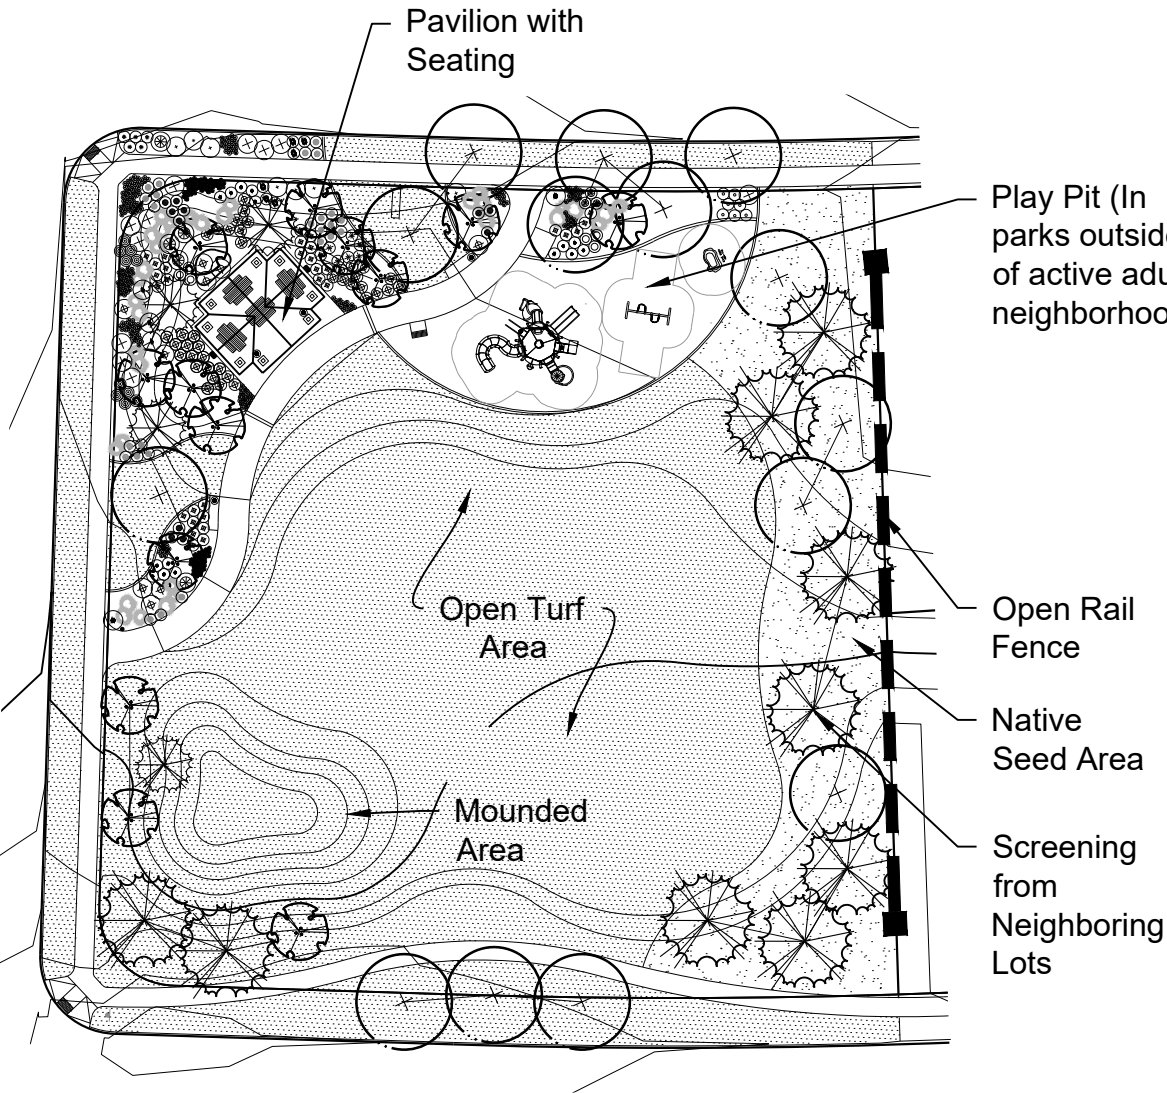 Pavilion with
Seating
Play Pit (In
parks outside
of active adu
neighborhoo
Open Turf
Area
Open Rail
Fence
Native
Seed Area
Mounded
Area
Screening
from
Neighboring
Lots